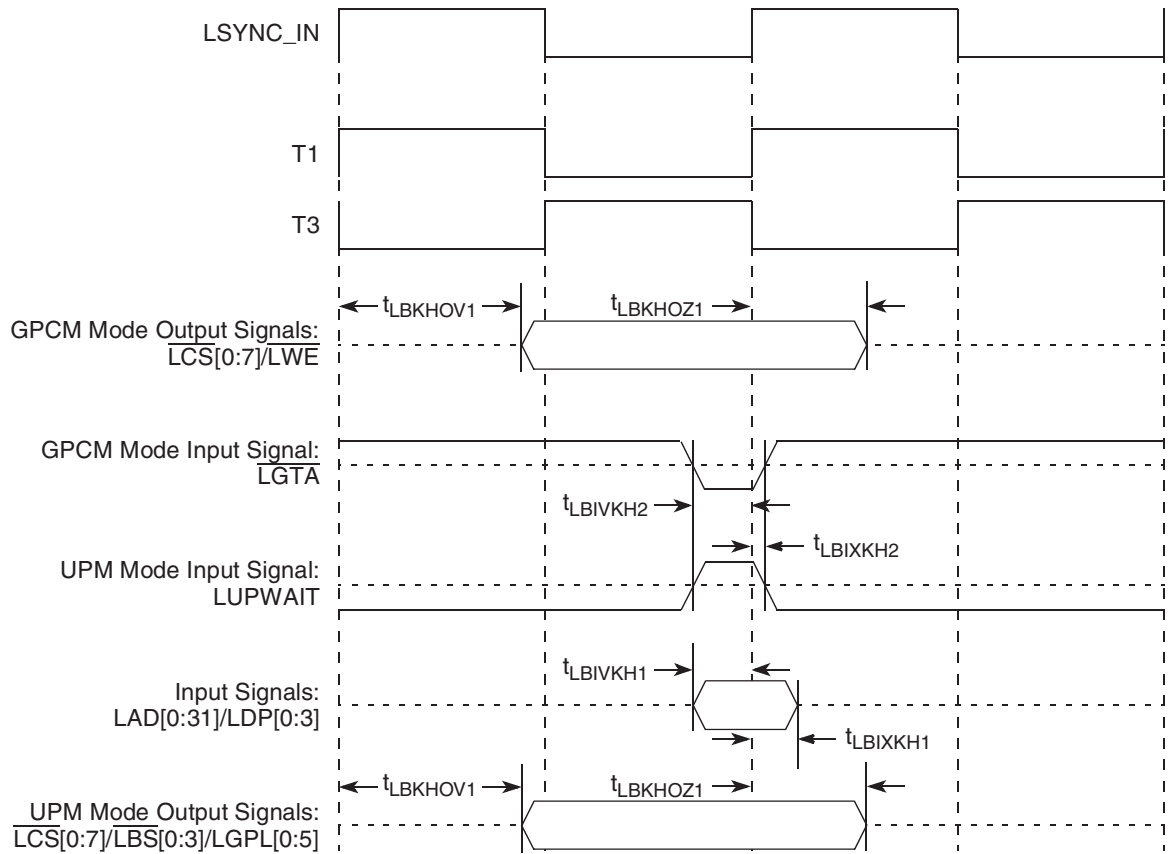 LSYNC_IN
T1
T3
tLBKHOV1
tLBKHOZ1
GPCM Mode Output Signals:
LCS[0:7]/LWE
GPCM Mode Input Signal:
LGTA
tLBIVKH2
tLBIXKH2
UPM Mode Input Signal:
LUPWAIT
tLBIVKH1
Input Signals:
LAD[0:31]/LDP[0:3]
tLBIXKH1
tLBKHOV1
tLBKHOZ1
UPM Mode Output Signals:
LCS[0:7]/LBS[0:3]/LGPL[0:5]